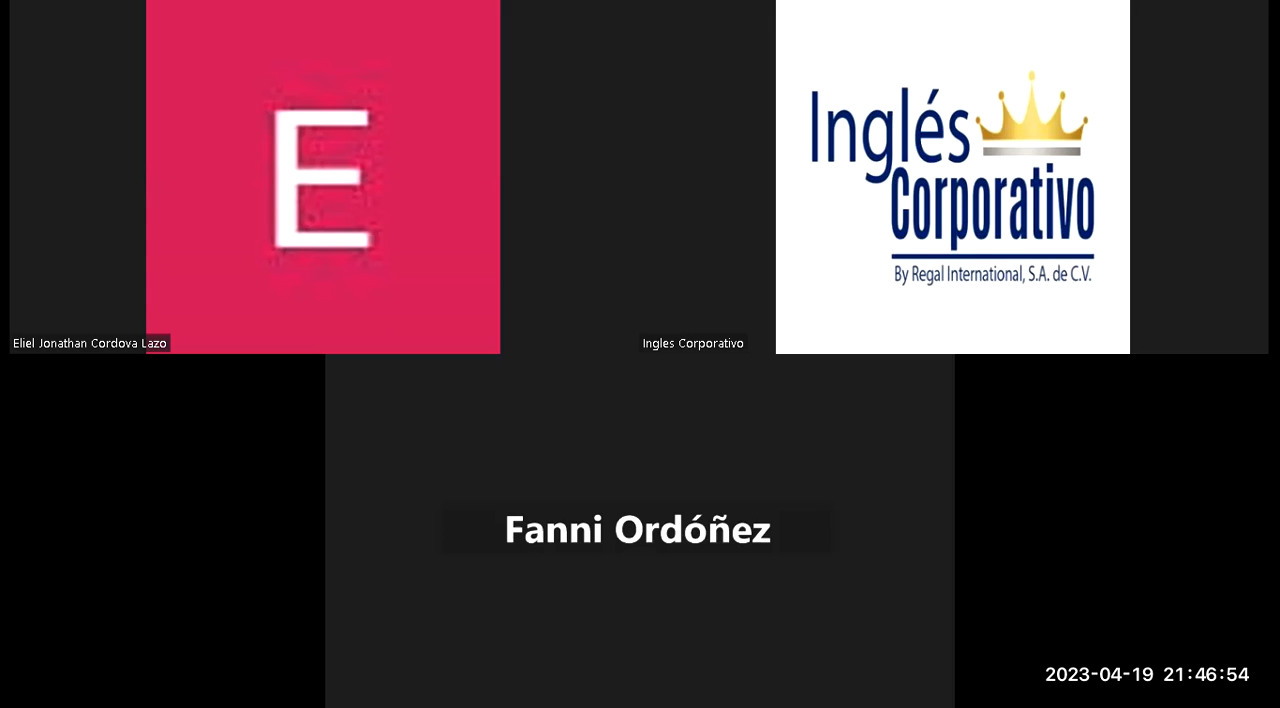 E
Inglés
Corporativo
By Regal International, S.A. de C.V.
Eliel Jonathan Cordova Lazo
Ingles Corporativo
Fanni Ordóñez
2023-04-19 21:46:54